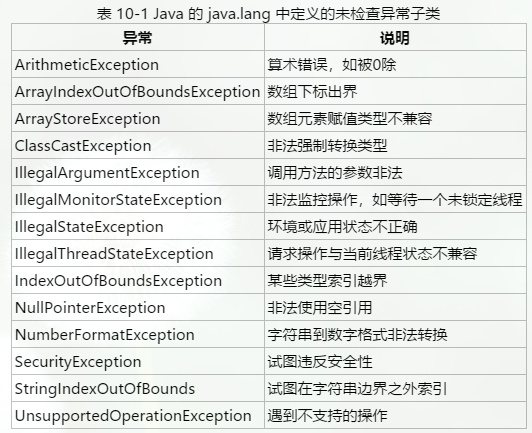 表 10-1 Java 的 java.lang 中定义的未检查异常子类
异常 说明
ArithmeticException 算术错误，如被0除
ArrayIndexOutOfBoundsException 数组下标出界
ArrayStoreException 数组元素赋值类型不兼容
ClassCastException 非法强制转换类型
IllegalArgumentException 调用方法的参数非法
IllegalMonitorStateException 非法监控操作，如等待一个未锁定线程
IllegalStateException 环境或应用状态不正确
IllegalThreadStateException 请求操作与当前线程状态不兼容
IndexOutOfBoundsException 某些类型索引越界
NullPointerException 非法使用空引用
NumberFormatException 字符串到数字格式非法转换
SecurityException 试图违反安全性
StringIndexOutOfBounds 试图在字符串边界之外索引
UnsupportedOperationException 遇到不支持的操作